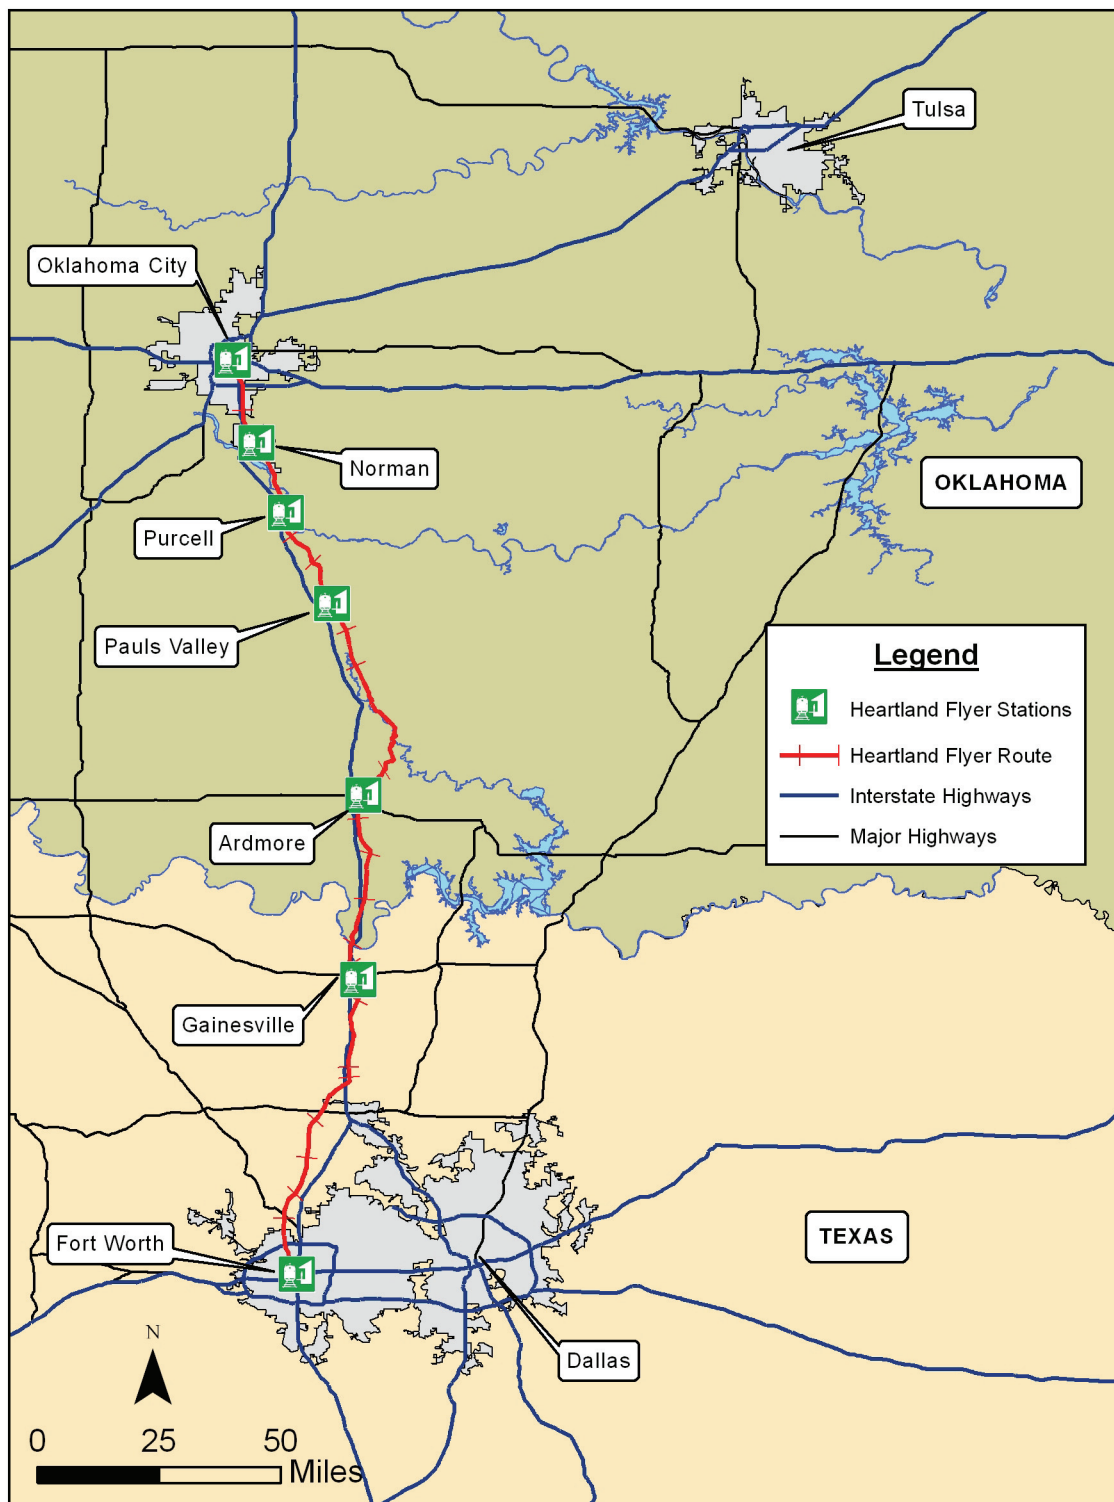 Tulsa
Oklahoma City
Norman
OKLAHOMA
Purcell
Pauls Valley
Legend
Heartland Flyer Stations
Heartland Flyer Route
Interstate Highways
Major Highways
Ardmore
Gainesville
Fort Worth
TEXAS
N
Dallas
0 25 50
Miles